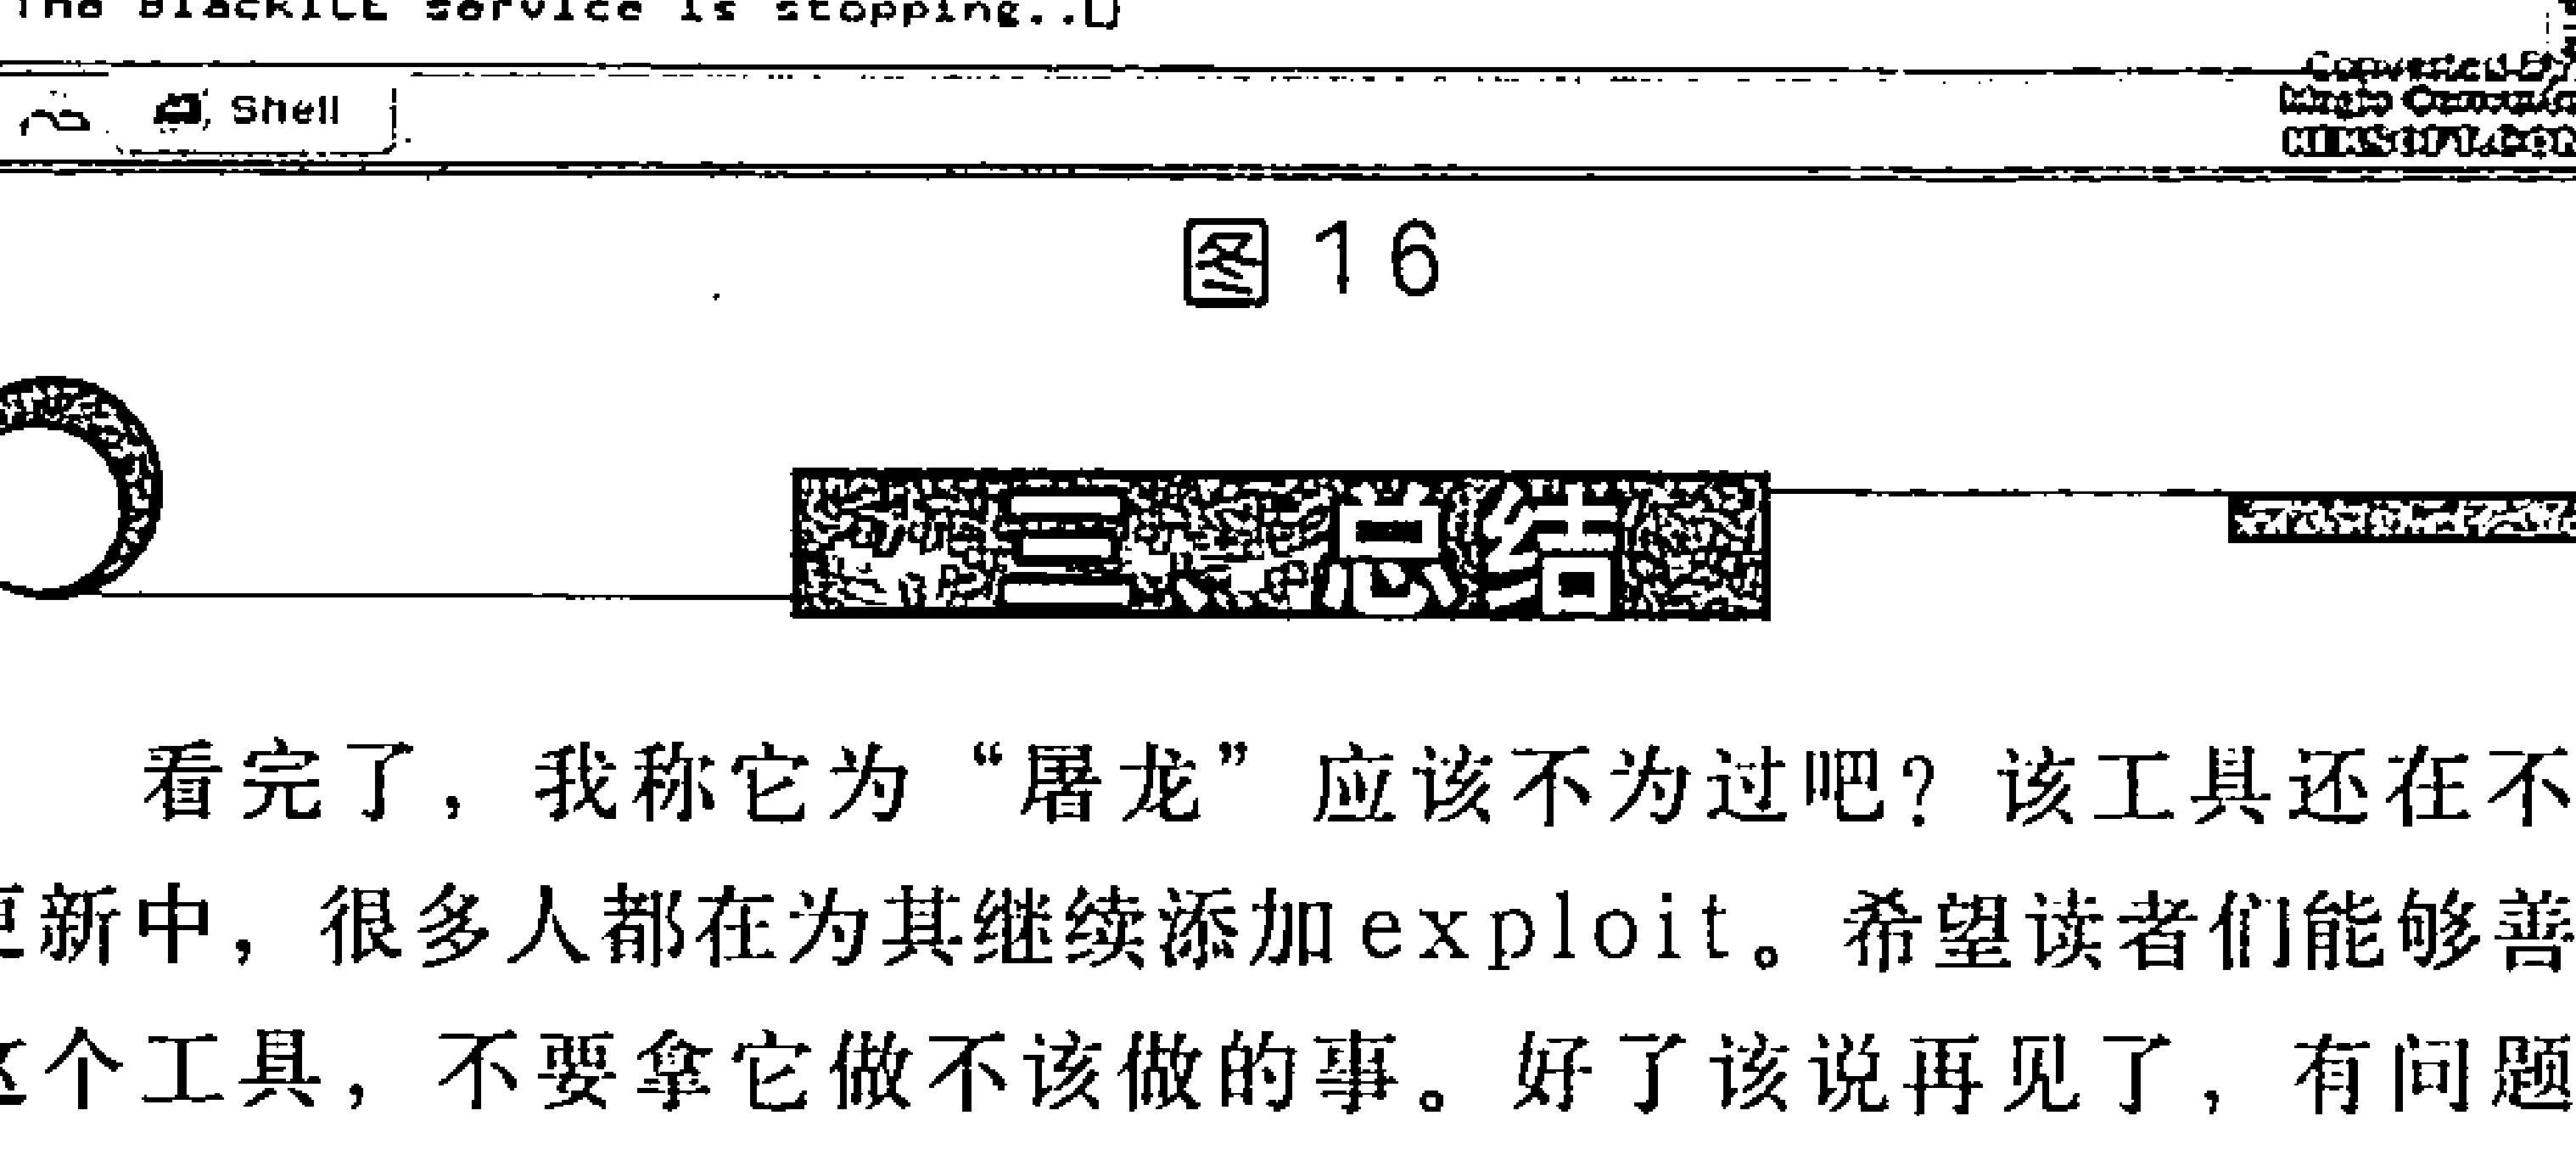 The BlackICE service is stopping..
Shell
图 16
三、总结
看完了，我称它为“屠龙”应该不为过吧？该工具还在不
更新中，很多人都在为其继续添加exploit。希望读者们能够善
这个工具，不要拿它做不该做的事。好了该说再见了，有问题